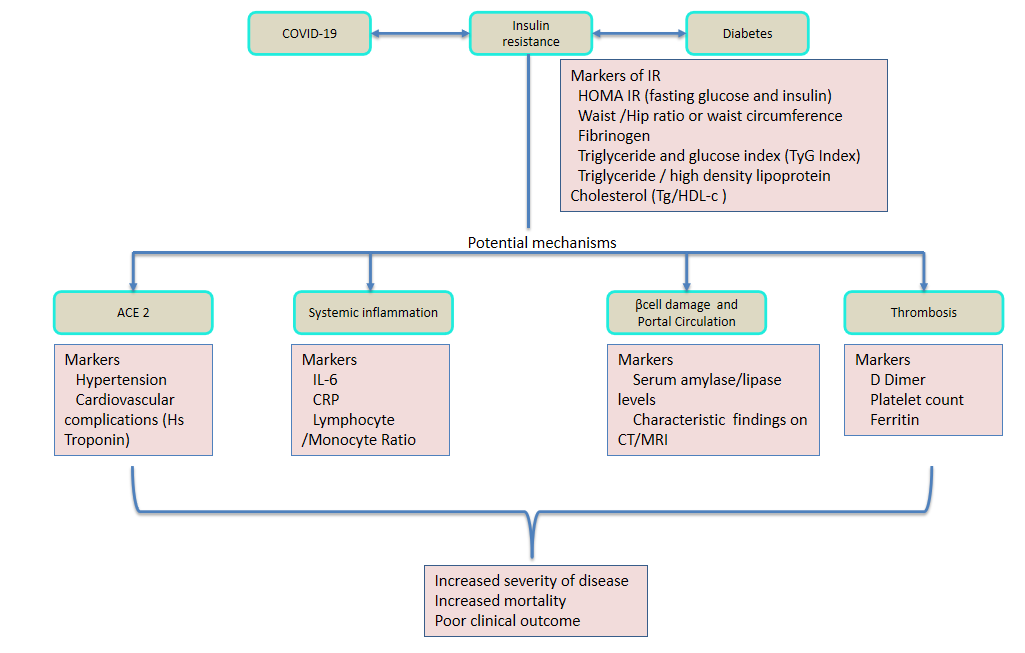 COVID-19
Insulin
resistance
Diabetes
Markers of IR
HOMA IR (fasting glucose and insulin)
Waist /Hip ratio or waist circumference
Fibrinogen
Triglyceride and glucose index (TyG Index)
Triglyceride / high density lipoprotein
Cholesterol (Tg/HDL-c )
Potential mechanisms
ACE 2
Systemic inflammation
βcell damage and
Portal Circulation
Thrombosis
Markers
Hypertension
Cardiovascular
complications (Hs
Troponin)
Markers
IL-6
CRP
Lymphocyte
/Monocyte Ratio
Markers
Serum amylase/lipase
levels
Characteristic findings on
CT/MRI
Markers
D Dimer
Platelet count
Ferritin
Increased severity of disease
Increased mortality
Poor clinical outcome